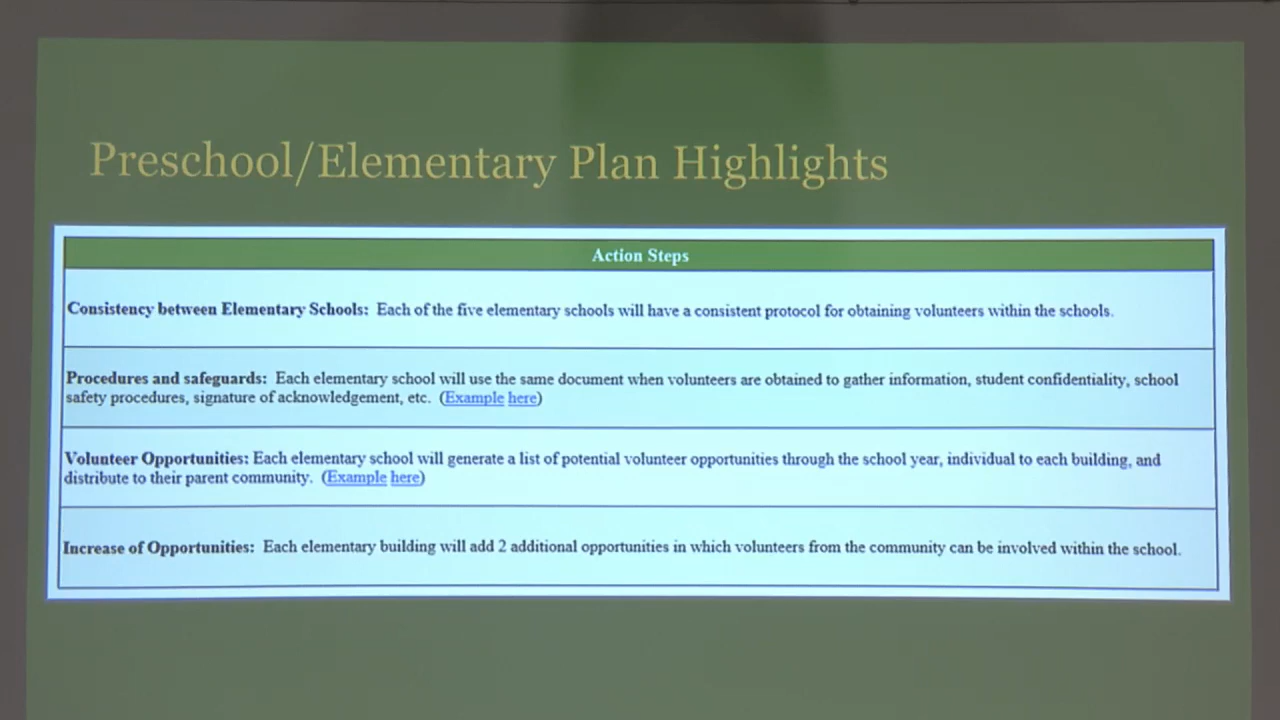 Preschool/Elementary Plan Highlights
Action Steps
Consistency between Elementary Schools: Each of the five elementary schools will have a consistent protocol for obtaining volunteers within the schools.
Procedures and safeguards: Each elementary school will use the same document when volunteers are obtained to gather information, student confidentiality, school
safety procedures, signature of acknowledgement, etc. (Example here)
Volunteer Opportunities: Each elementary school will generate a list of potential volunteer opportunities through the school year, individual to each building, and
distribute to their parent community. (Example here)
Increase of Opportunities: Each elementary building will add 2 additional opportunities in which volunteers from the community can be involved within the school.